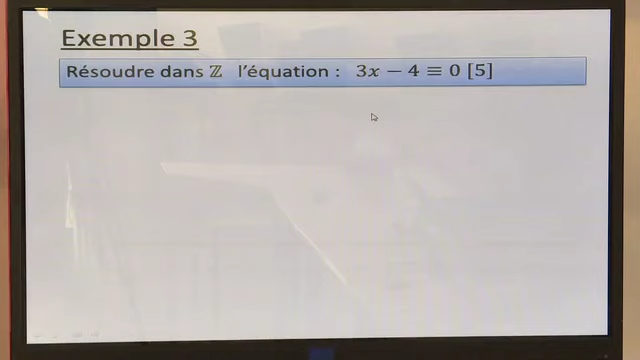 Exemple 3
Résoudre dans ℤ l’équation : 3x − 4 ≡ 0 [5]